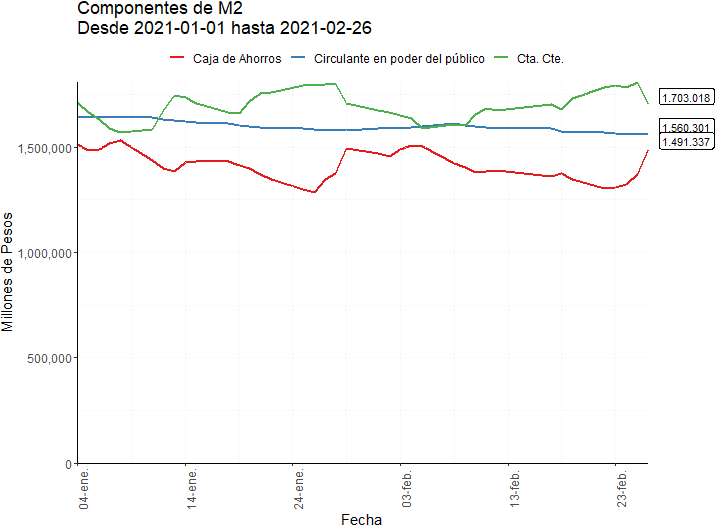 Componentes de M2
Desde 2021-01-01 hasta 2021-02-26
Caja de Ahorros Circulante en poder del público Cta. Cte.
Millones de Pesos
1,500,000
1,000,000
500,000
0
1.703.018
1.560.301
1.491.337
04-ene.
14-ene.
24-ene.
03-feb.
13-feb.
23-feb.
Fecha